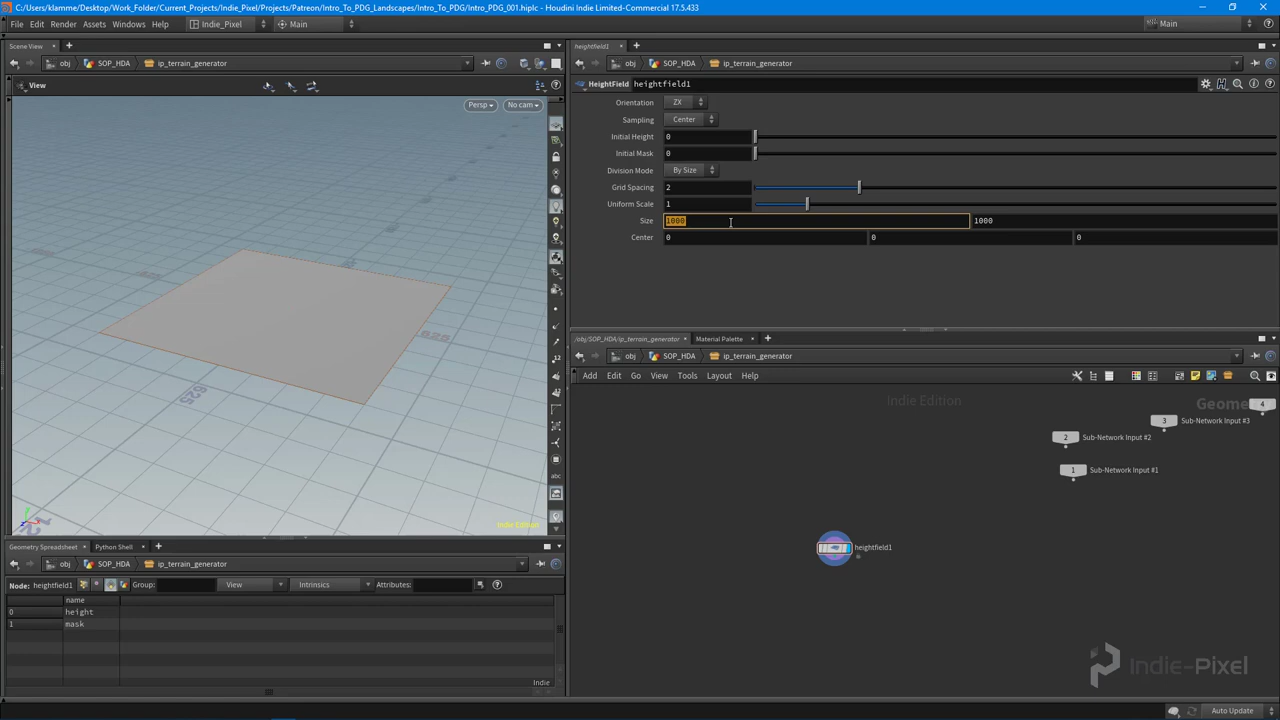 C:/Users/klamme/Desktop/Work_Folder/Current_Projects/Indie_Pixel/Projects/Patreon/Intro_To_PDG_Landscapes/Intro_To_PDG/Intro_PDG_001.hiplc - Houdini Indie Limited-Commercial 17.5.433
File Edit Render Assets Windows Help Indie_Pixel Main Main
Scene View
obj SOP_HDA ip_terrain_generator
View
Persp No cam
625
625
Indie Edition
heightfield1
obj SOP_HDA ip_terrain_generator
HeightField heightfield1
Orientation ZX
Sampling Center
Initial Height 0
Initial Mask 0
Division Mode By Size
Grid Spacing 2
Uniform Scale 1
Size 1000 1000
Center 0 0 0
/obj/SOP_HDA/ip_terrain_generator Material Palette
obj SOP_HDA ip_terrain_generator
Add Edit Go View Tools Layout Help
Indie Edition
Geome
4
3 Sub-Network Input #3
2 Sub-Network Input #2
1 Sub-Network Input #1
heightfield1
Indie-Pixel
Geometry Spreadsheet Python Shell
obj SOP_HDA ip_terrain_generator
Node: heightfield1 Group: View Intrinsics Attributes:
name
0 height
1 mask
Indie
Auto Update